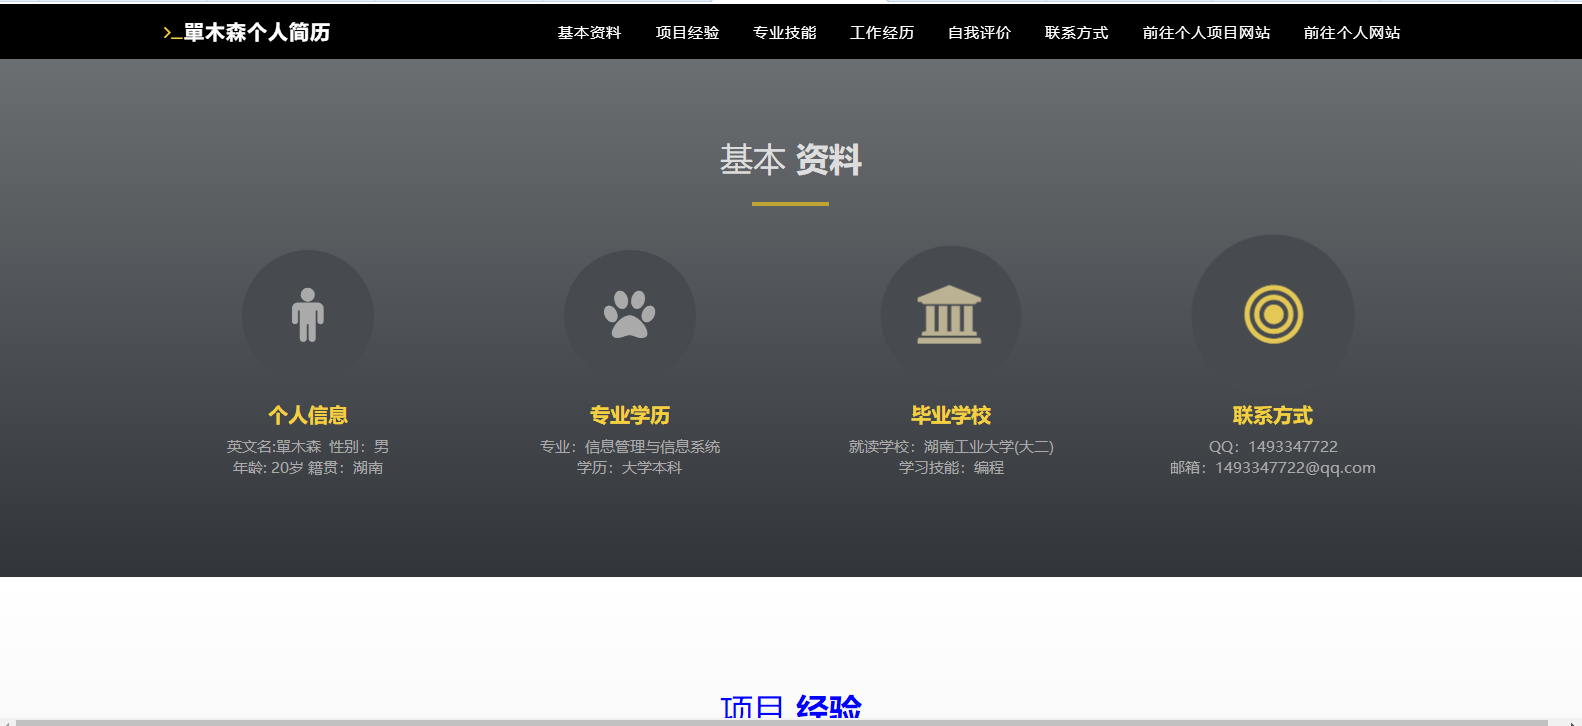 >_單木森个人简历
基本资料 项目经验 专业技能 工作经历 自我评价 联系方式 前往个人项目网站 前往个人网站
基本 资料
个人信息
英文名:單木森 性别：男
年龄: 20岁 籍贯：湖南
专业学历
专业：信息管理与信息系统
学历：大学本科
毕业学校
就读学校：湖南工业大学(大二)
学习技能：编程
联系方式
QQ：1493347722
邮箱：1493347722@qq.com
项目 经验